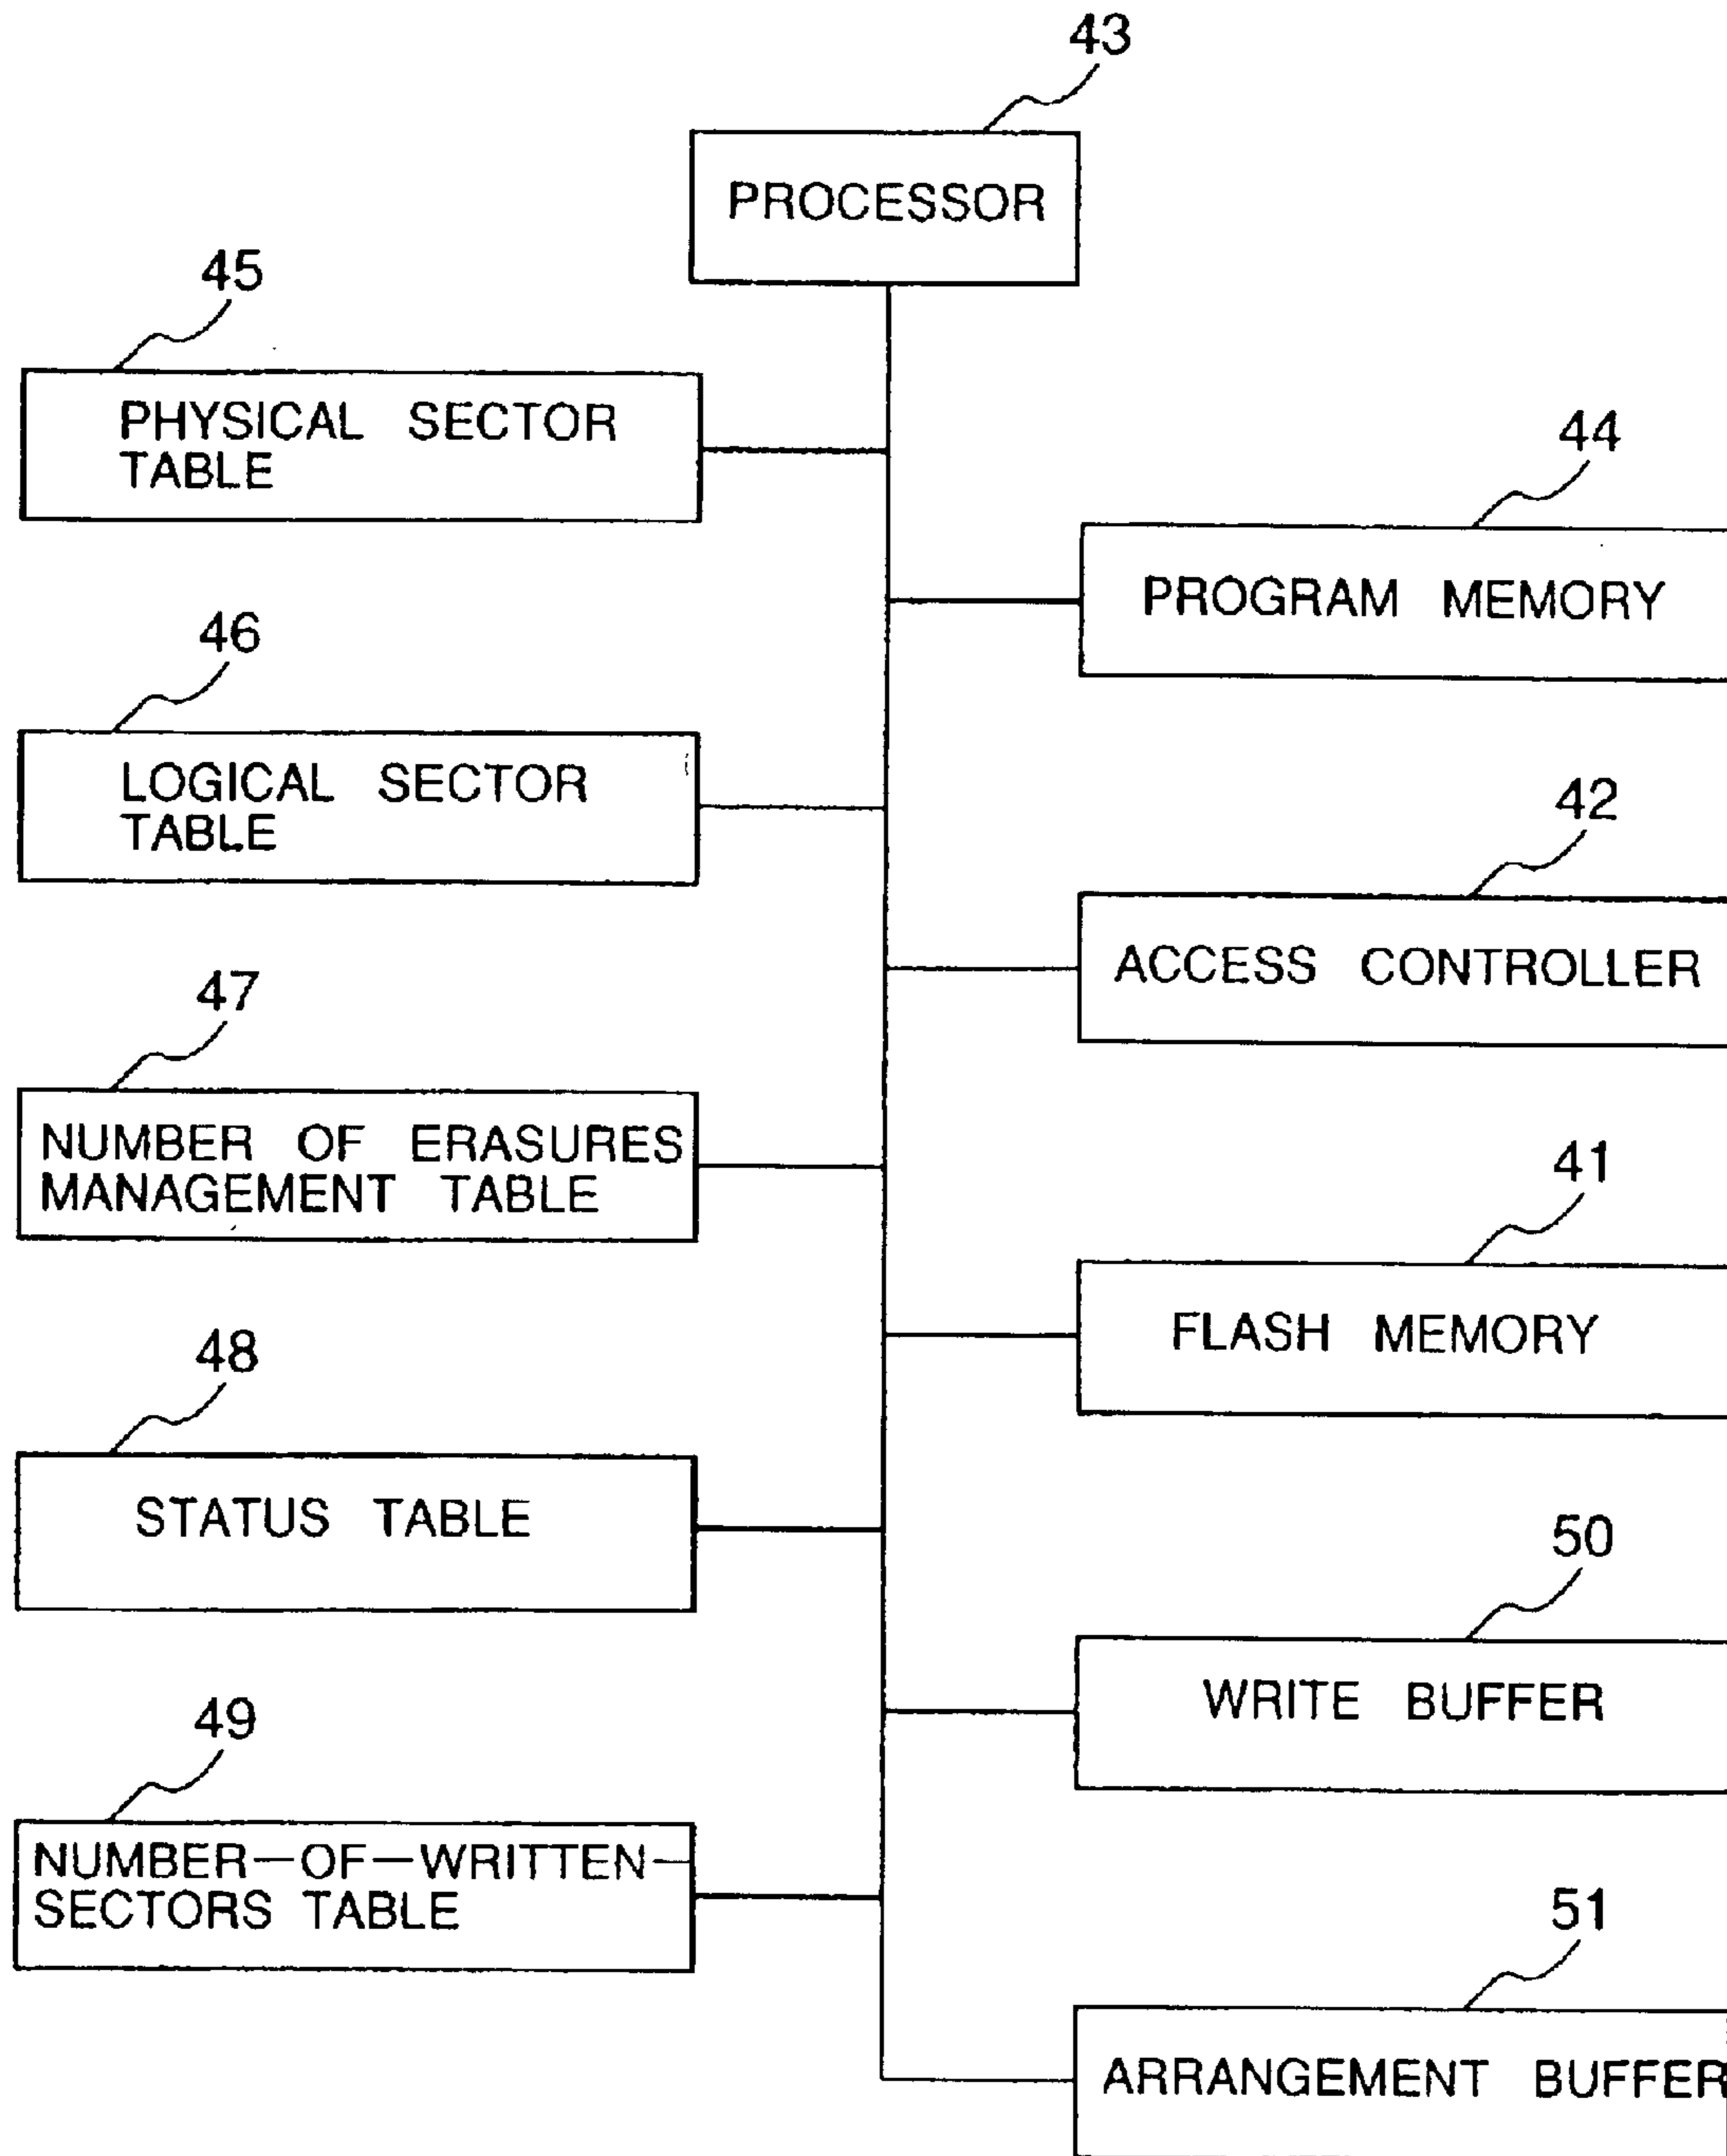 43
PROCESSOR
45
PHYSICAL SECTOR
TABLE
44
PROGRAM MEMORY
46
LOGICAL SECTOR
TABLE
42
ACCESS CONTROLLER
47
NUMBER OF ERASURES
MANAGEMENT TABLE
41
FLASH MEMORY
48
STATUS TABLE
50
WRITE BUFFER
49
NUMBER-OF-WRITTEN-
SECTORS TABLE
51
ARRANGEMENT BUFFER